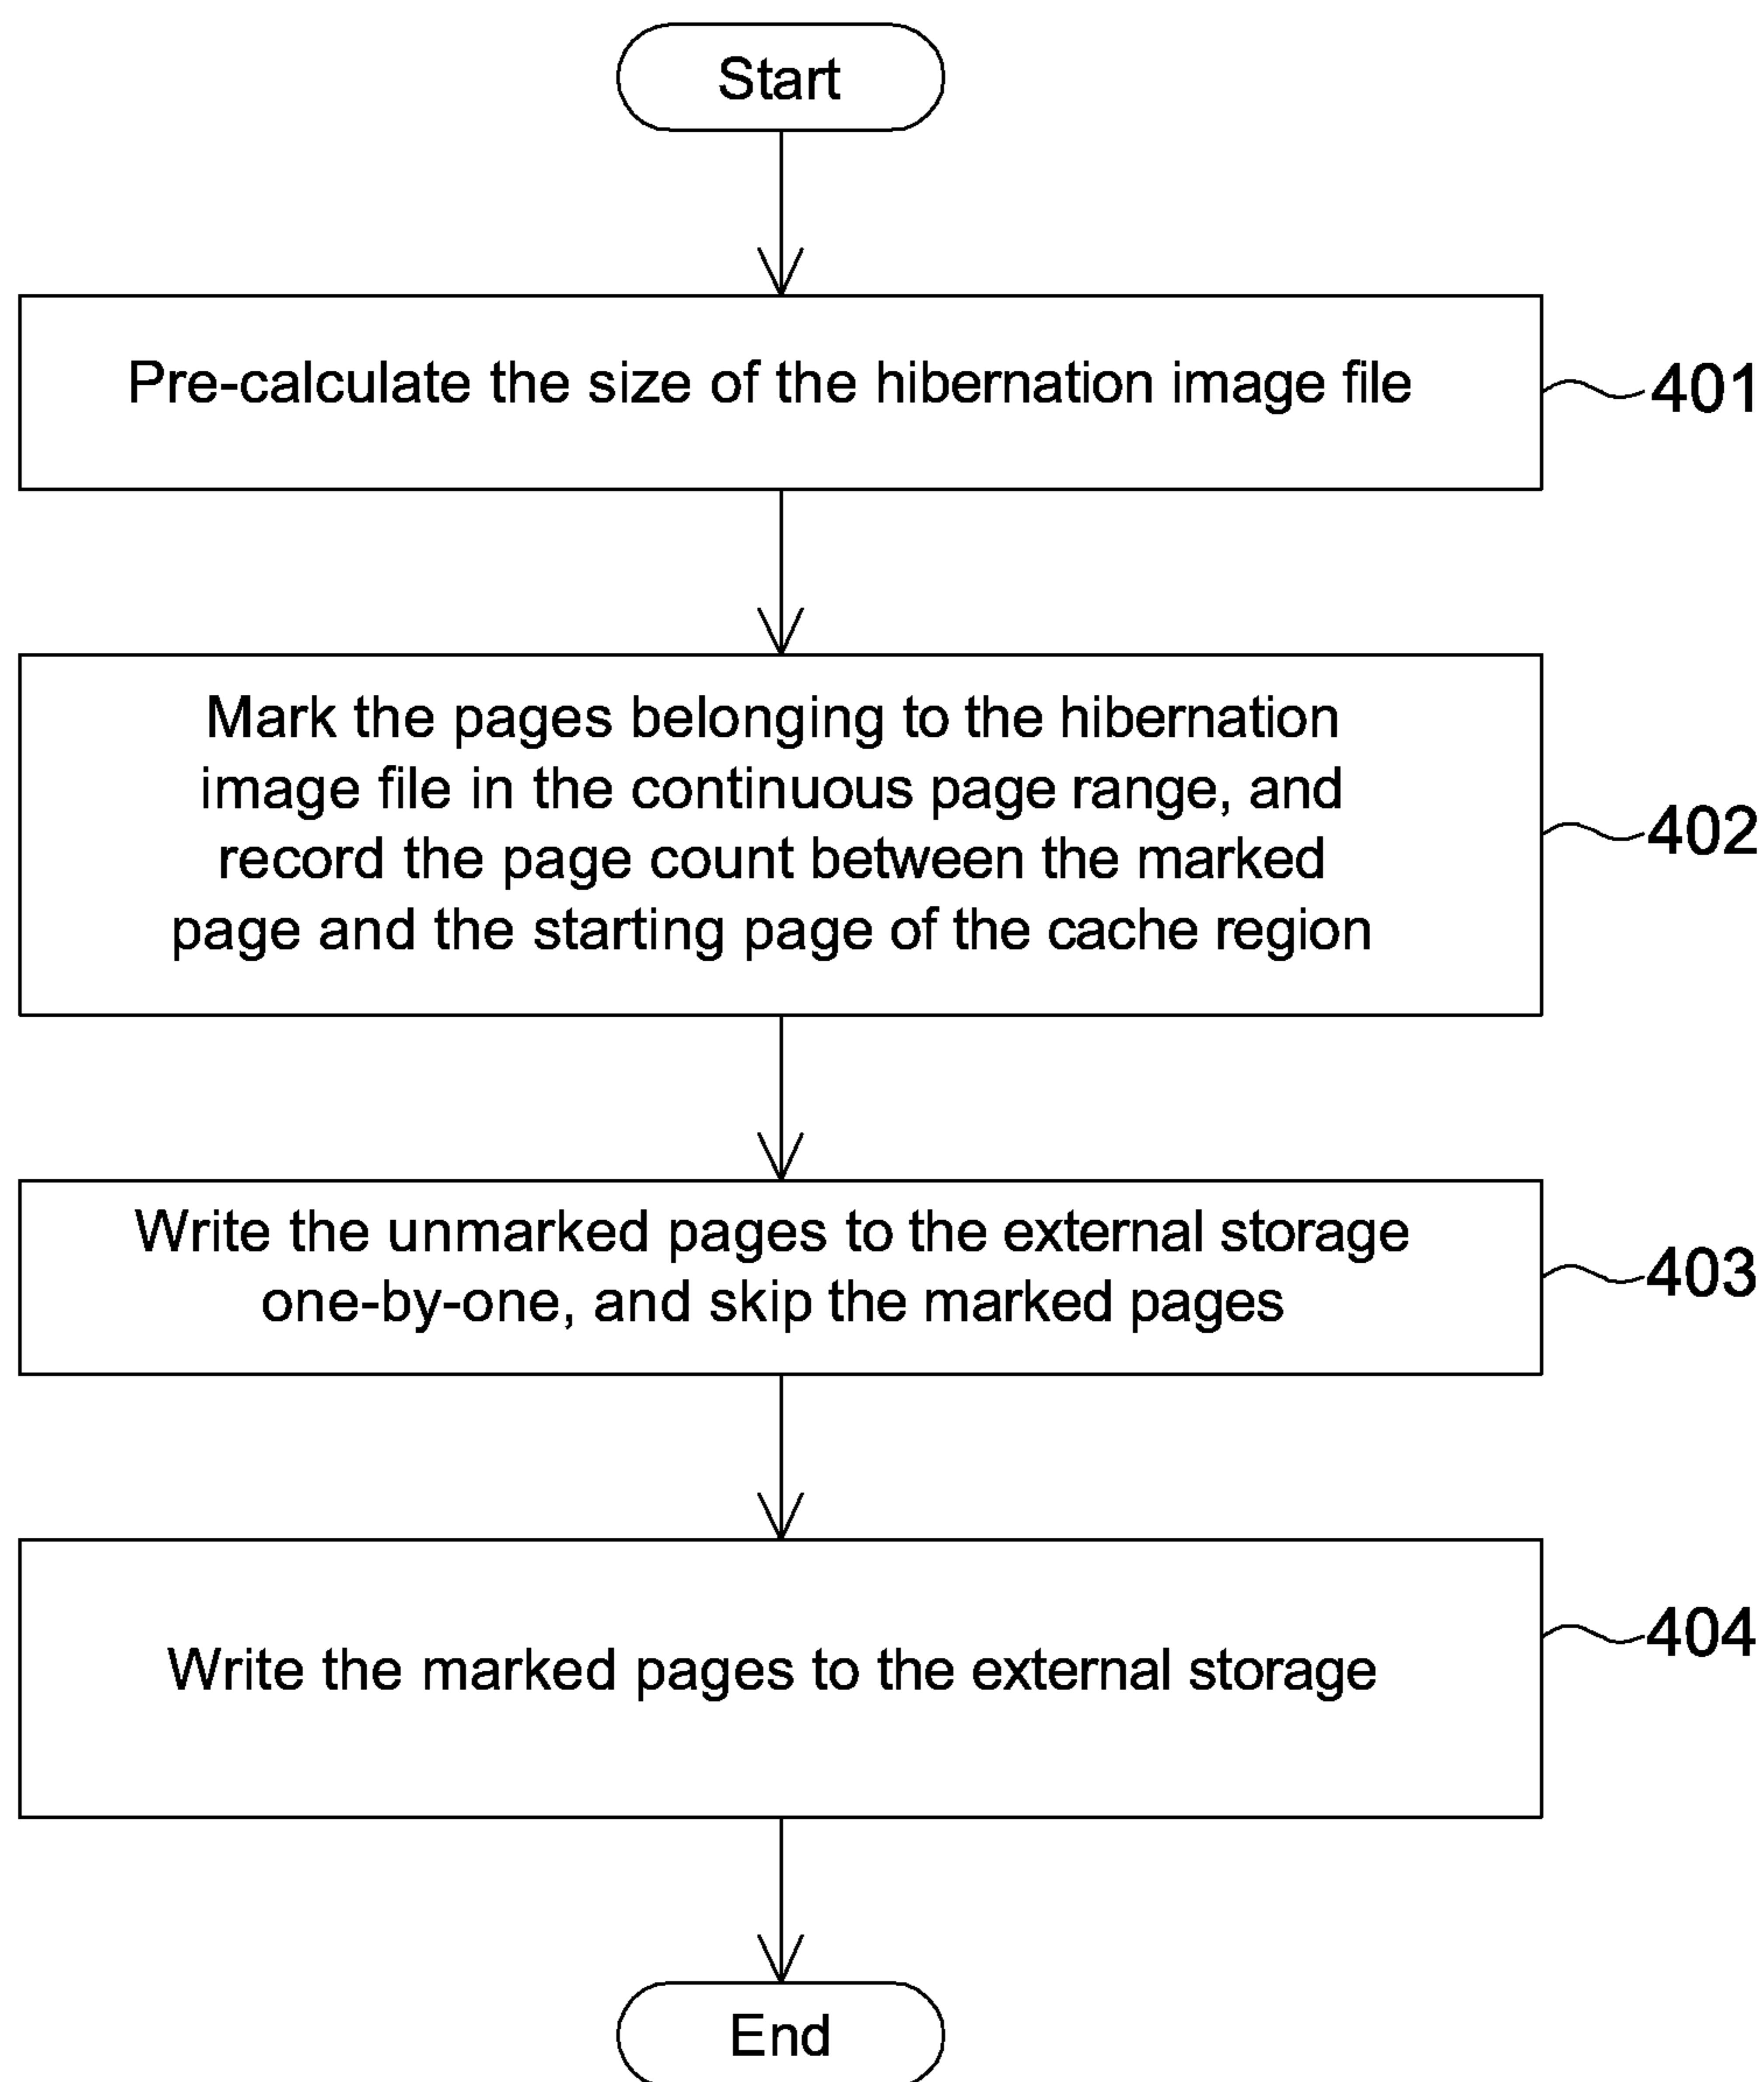 Start
Pre-calculate the size of the hibernation image file
401
Mark the pages belonging to the hibernation
image file in the continuous page range, and
record the page count between the marked
page and the starting page of the cache region
402
Write the unmarked pages to the external storage
one-by-one, and skip the marked pages
403
Write the marked pages to the external storage
404
End